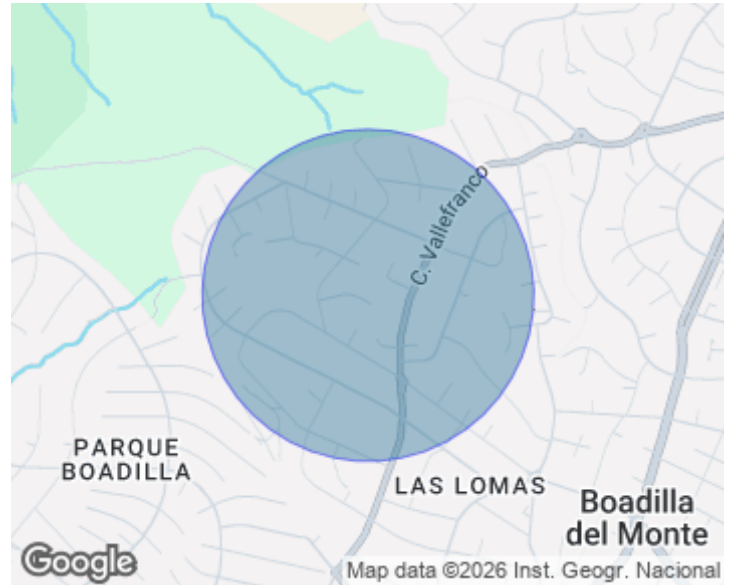 C. Vallefranco
PARQUE
BOADILLA
LAS LOMAS
Boadilla
del Monte
Google
Map data ©2026 Inst. Geogr. Nacional